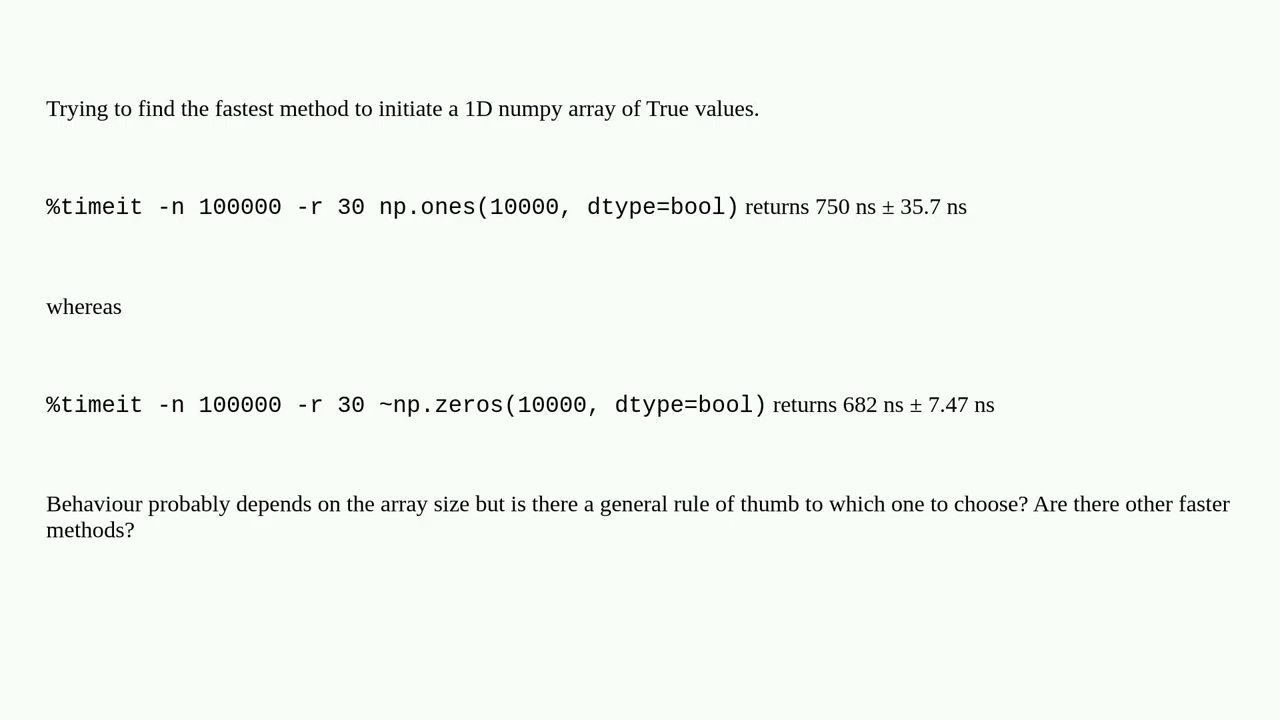 Trying to find the fastest method to initiate a 1D numpy array of True values.
%timeit -n 100000 -r 30 np.ones(10000, dtype=bool) returns 750 ns ± 35.7 ns
whereas
%timeit -n 100000 -r 30 ~np.zeros(10000, dtype=bool) returns 682 ns ± 7.47 ns
Behaviour probably depends on the array size but is there a general rule of thumb to which one to choose? Are there other faster
methods?